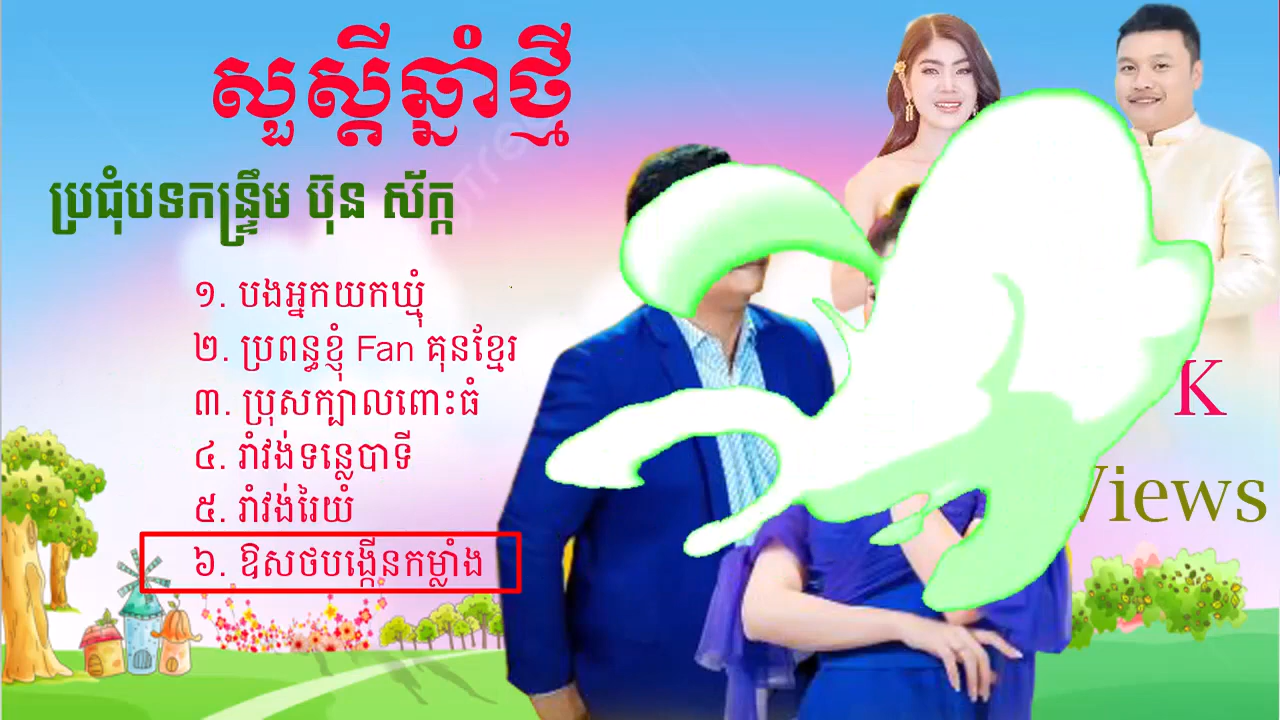 សួស្តីឆ្នាំថ្មី
ប្រជុំបទកន្ទ្រឹម ប៊ុន ស័ក្ក
១. បងអ្នកយកឃ្មុំ
២. ប្រពន្ធខ្ញុំ Fan គុនខ្មែរ
៣. ប្រុសក្បាលពោះធំ
៤. រាំវង់ទន្លេបាទី
៥. រាំវង់រៃយំ
៦. ឱសថបង្កើនកម្លាំង
K
Views